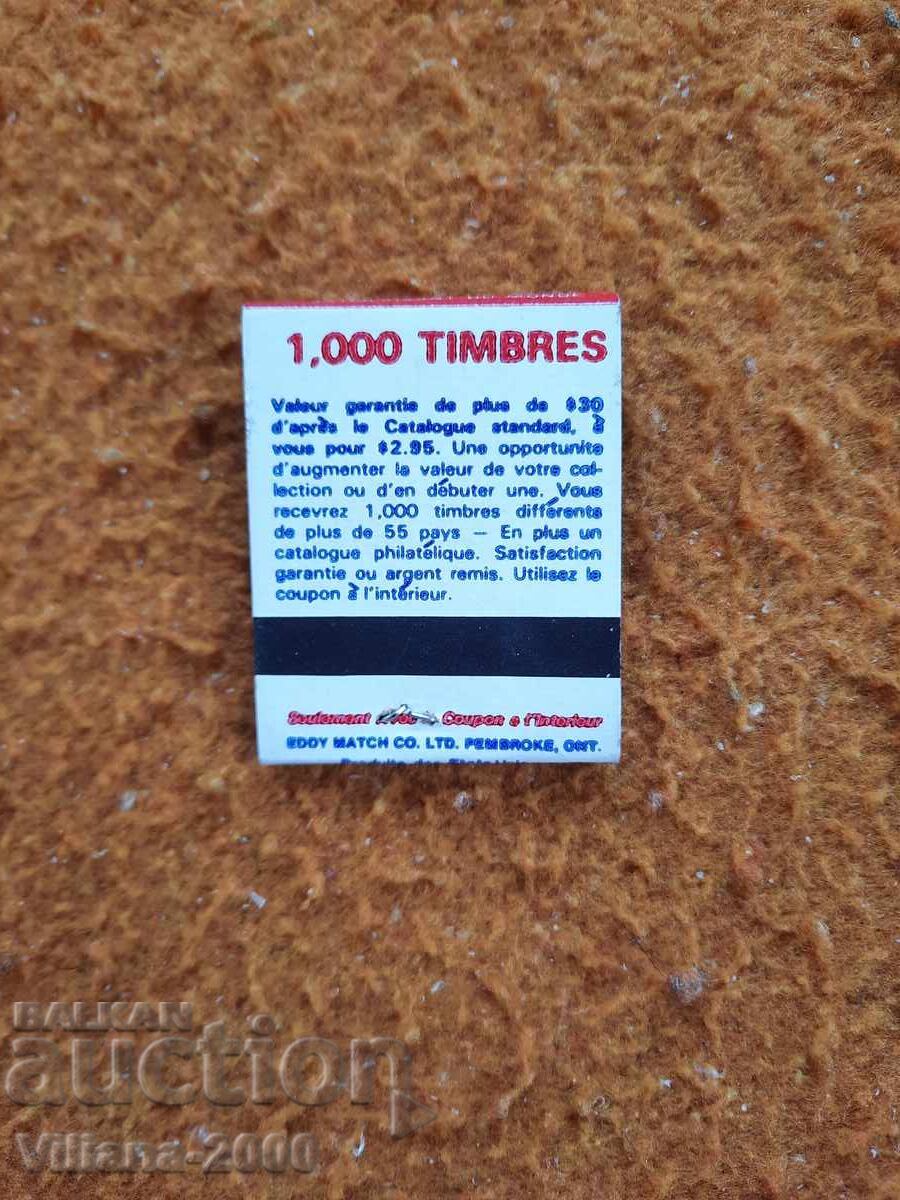 1,000 TIMBRES
Valeur garantie de plus de $30
d'après le Catalogue standard, à
vous pour $2.95. Une opportunité
d'augmenter la valeur de votre col-
lection ou d'en débuter une. Vous
recevrez 1,000 timbres différents
de plus de 55 pays — En plus un
catalogue philatélique. Satisfaction
garantie ou argent remis. Utilisez le
coupon à l'intérieur.
Seulement Coupon a l'interieur
EDDY MATCH CO. LTD. PEMBROKE, ONT.
Produits des
BALKAN
auction
Viliana-2000